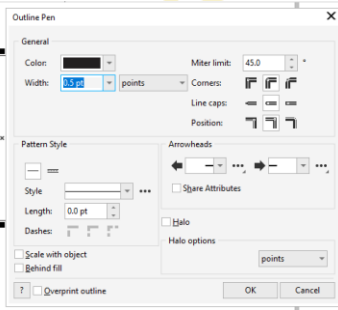 Outline Pen
General
Color: Miter limit: 45.0 °
Width: 0.5 pt points Corners:
Line caps:
Position:
Pattern Style Arrowheads
Style Share Attributes
Length: 0.0 pt
Dashes: Halo
Halo options
Scale with object points
Behind fill
? Overprint outline OK Cancel